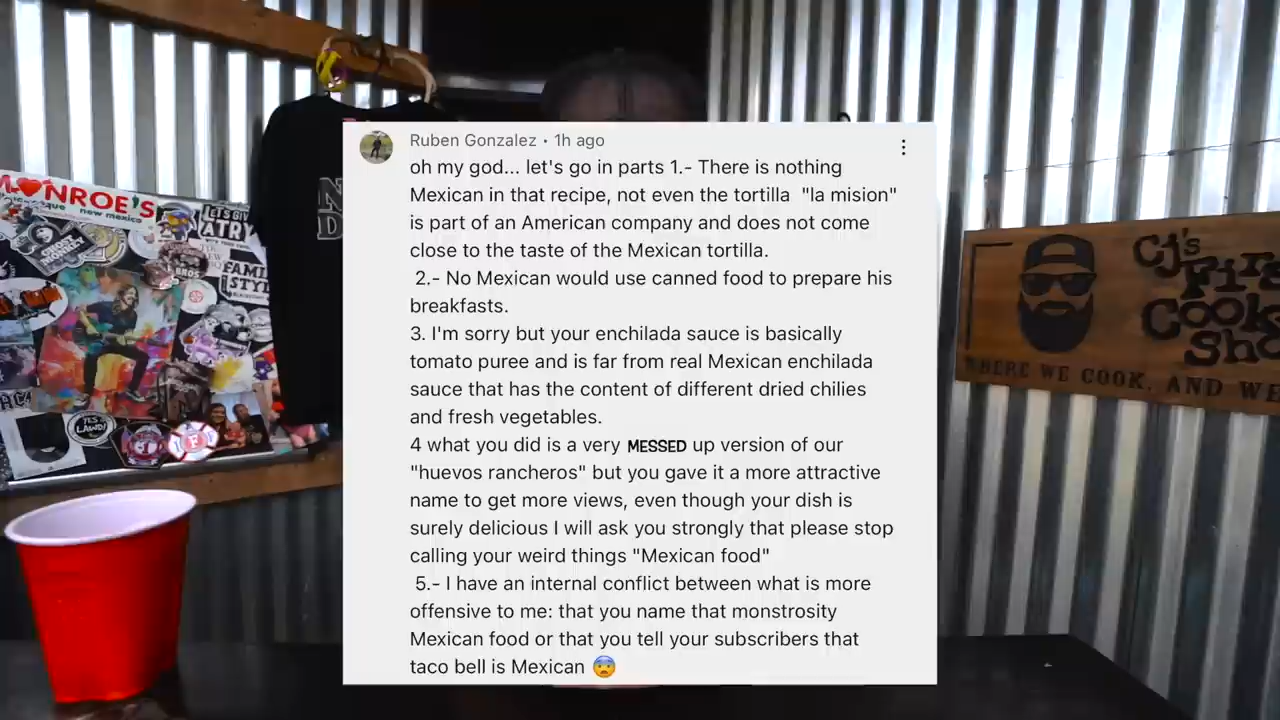 Ruben Gonzalez • 1h ago
oh my god... let's go in parts 1.- There is nothing
Mexican in that recipe, not even the tortilla "la mision"
is part of an American company and does not come
close to the taste of the Mexican tortilla.
2.- No Mexican would use canned food to prepare his
breakfasts.
3. I'm sorry but your enchilada sauce is basically
tomato puree and is far from real Mexican enchilada
sauce that has the content of different dried chilies
and fresh vegetables.
4 what you did is a very MESSED up version of our
"huevos rancheros" but you gave it a more attractive
name to get more views, even though your dish is
surely delicious I will ask you strongly that please stop
calling your weird things "Mexican food"
5.- I have an internal conflict between what is more
offensive to me: that you name that monstrosity
Mexican food or that you tell your subscribers that
taco bell is Mexican 😨
M❤NROE'S
new mexico
LET'S GIV
A TRY
FAMI
STYL
BROS
YES
LAWD!
Cj's
Firs
Cook
Sho
WHERE WE COOK, AND WE